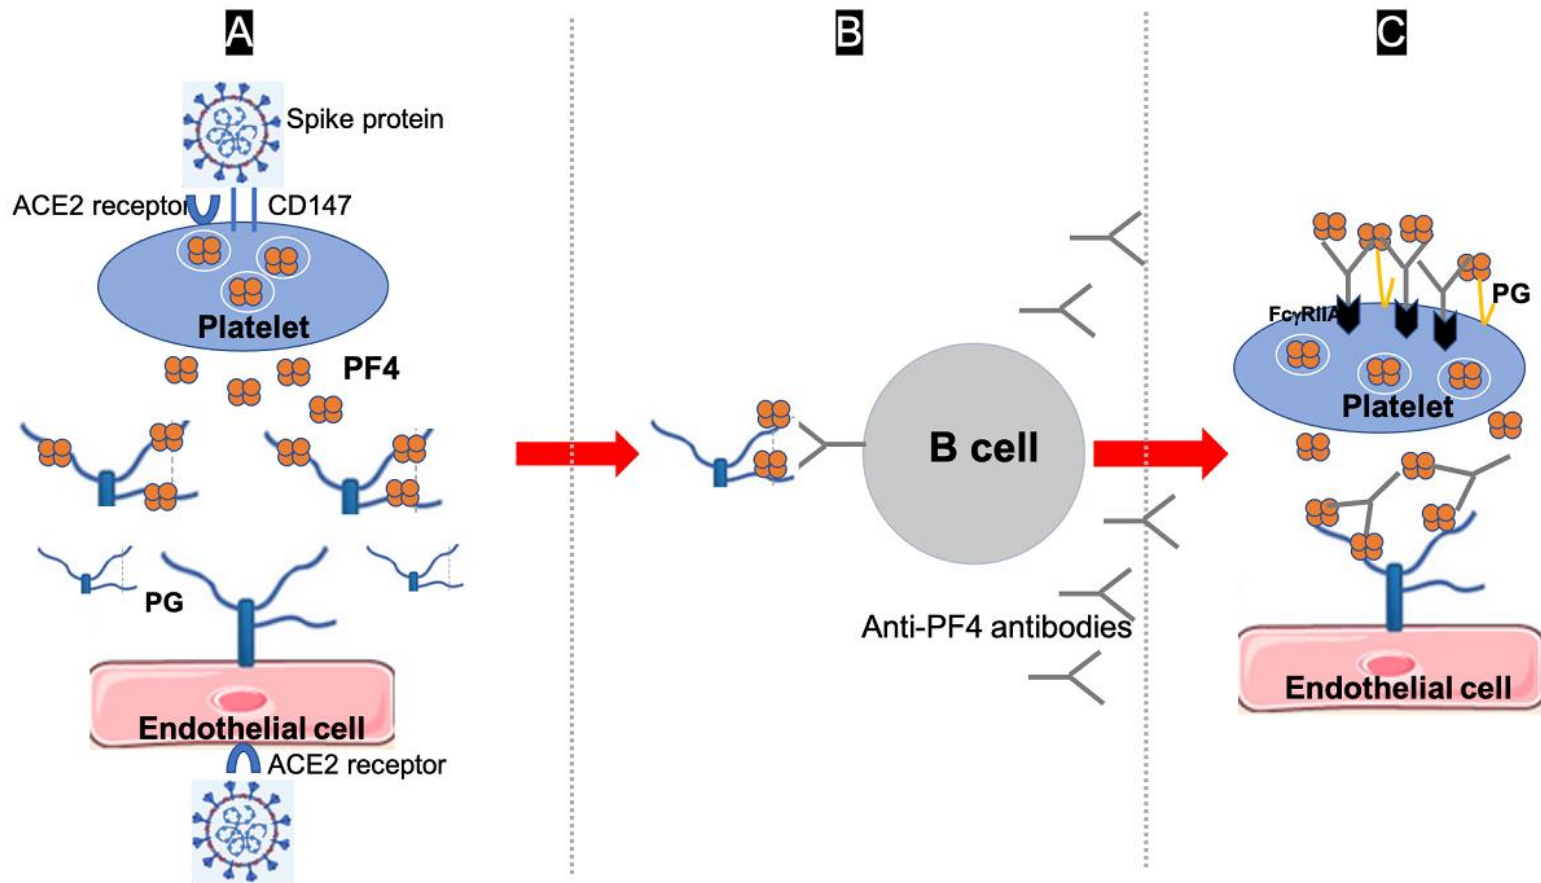 A
Spike protein
ACE2 receptor
CD147
Platelet
PF4
PG
Endothelial cell
ACE2 receptor
B
B cell
Anti-PF4 antibodies
C
PG
FcγRIIA
Platelet
Endothelial cell